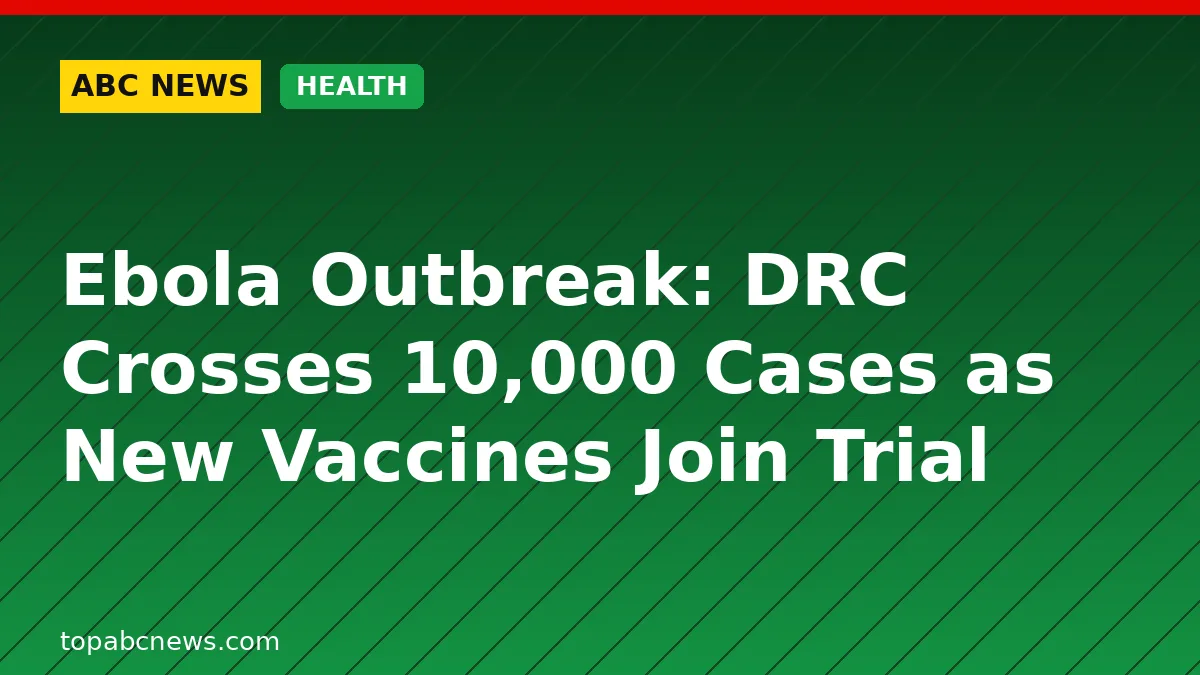 ABC NEWS
HEALTH
Ebola Outbreak: DRC
Crosses 10,000 Cases as
New Vaccines Join Trial
topabcnews.com